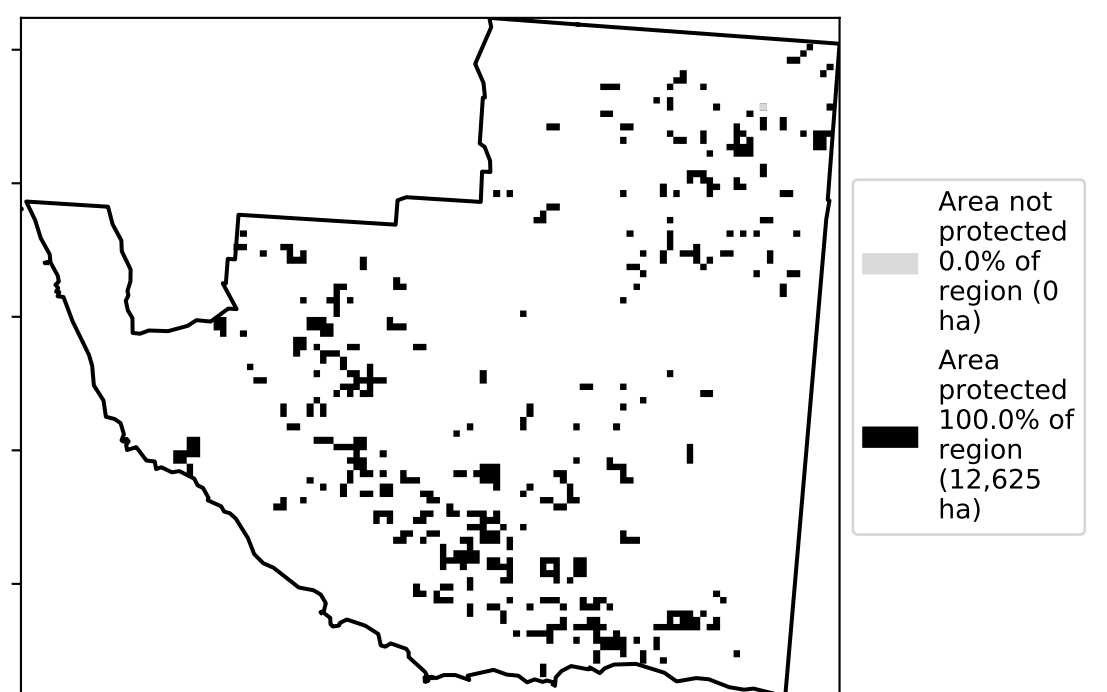 Area not
protected
0.0% of
region (0
ha)
Area
protected
100.0% of
region
(12,625
ha)